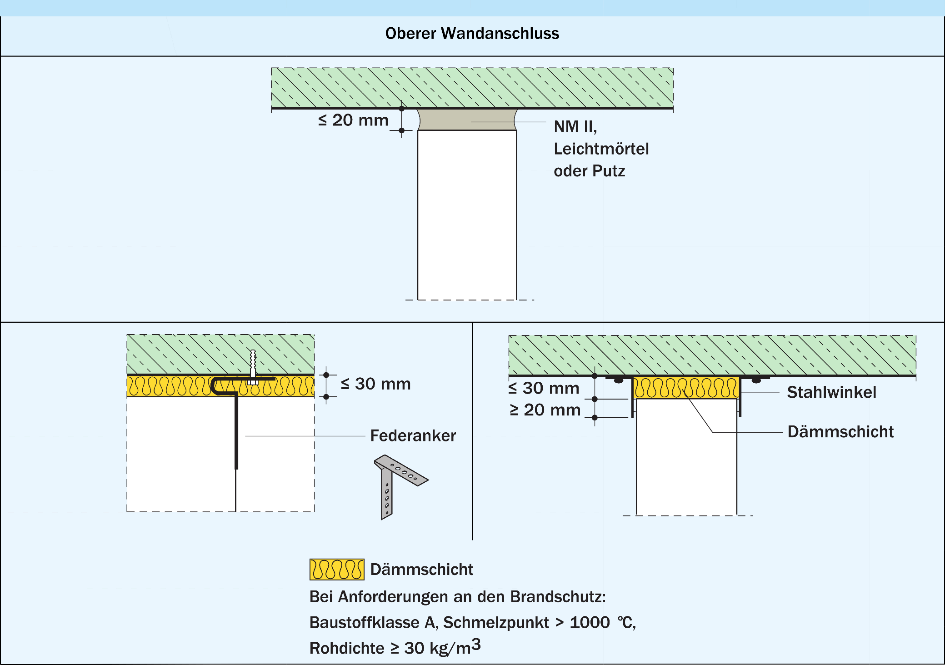 Oberer Wandanschluss
≤ 20 mm
NM II,
Leichtmörtel
oder Putz
≤ 30 mm
Federanker
≤ 30 mm
≥ 20 mm
Stahlwinkel
Dämmschicht
Dämmschicht
Bei Anforderungen an den Brandschutz:
Baustoffklasse A, Schmelzpunkt > 1000 °C,
Rohdichte ≥ 30 kg/m³